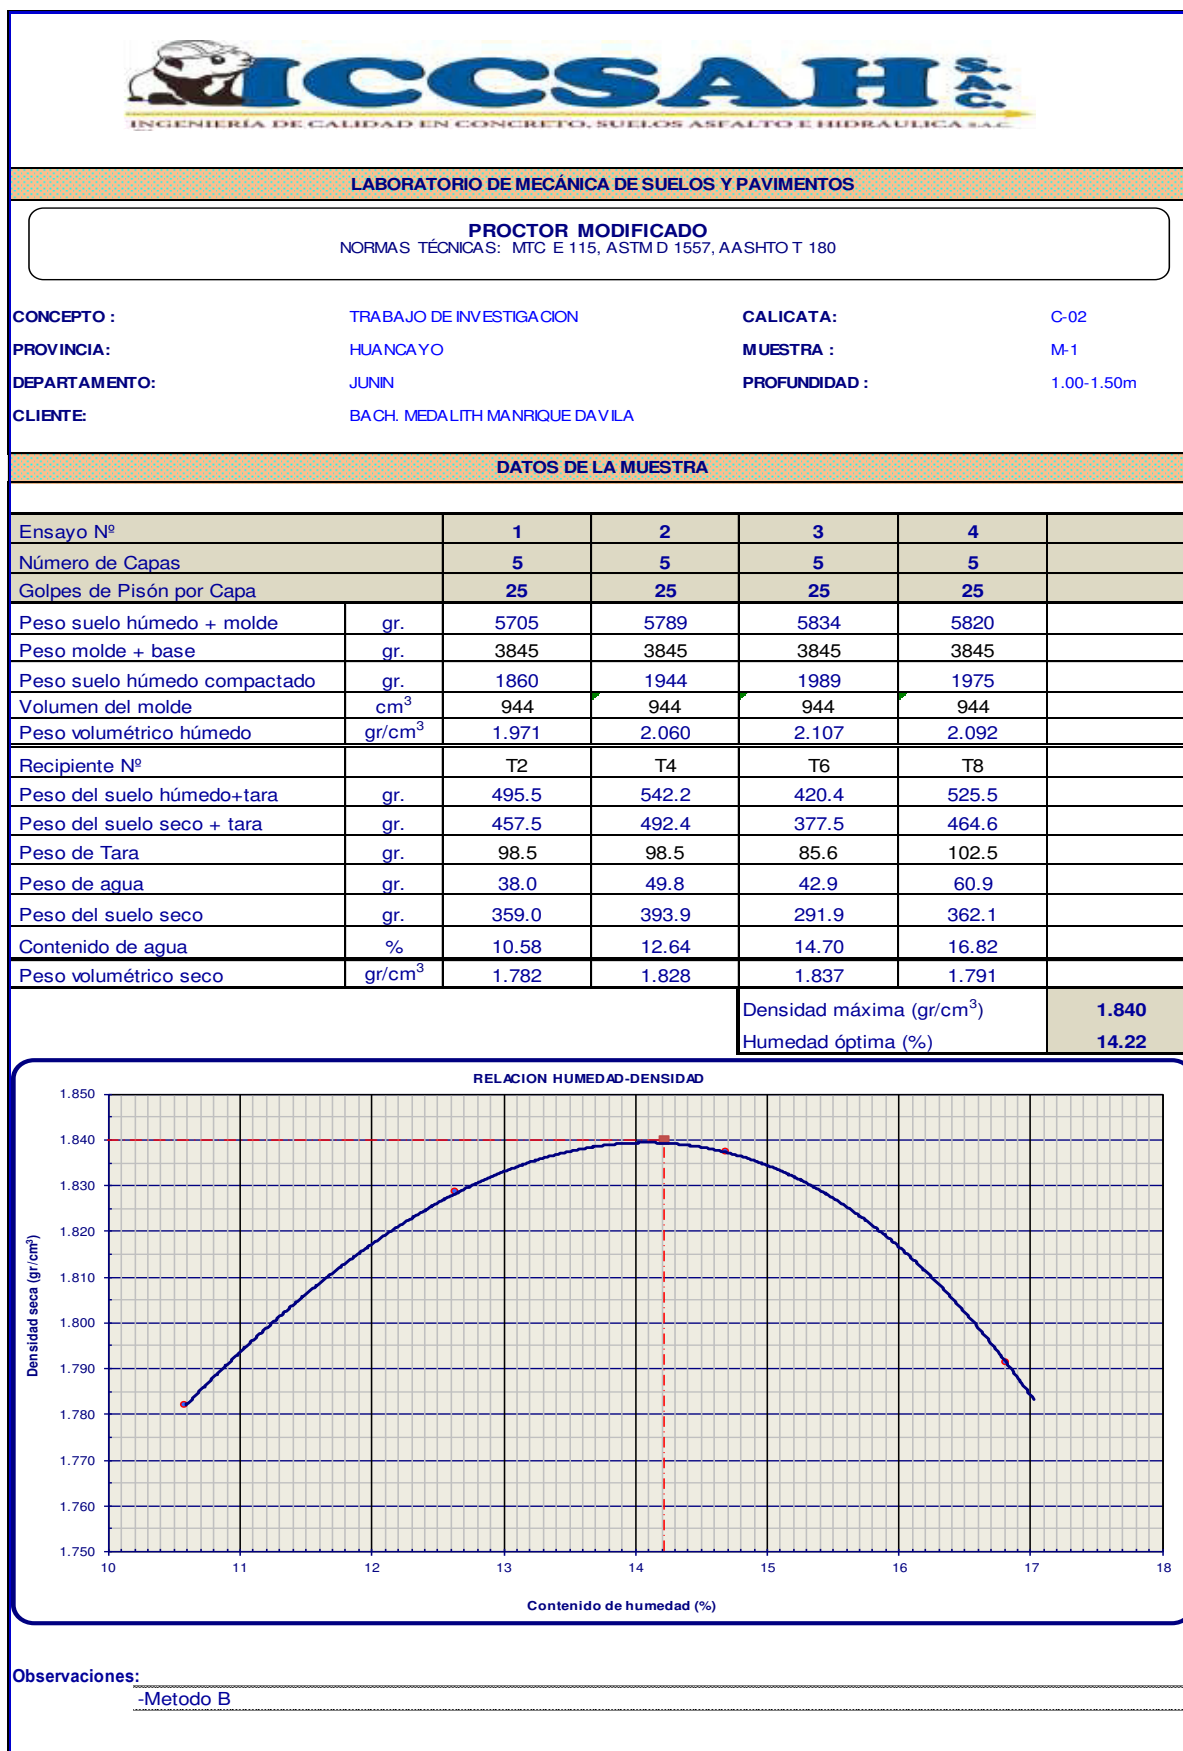 ICCSAH S.A.C.
INGENIERÍA DE CALIDAD EN CONCRETO, SUELOS ASFALTO E HIDRÁULICA S.A.C.
LABORATORIO DE MECÁNICA DE SUELOS Y PAVIMENTOS
PROCTOR MODIFICADO
NORMAS TÉCNICAS: MTC E 115, ASTM D 1557, AASHTO T 180
CONCEPTO : TRABAJO DE INVESTIGACION CALICATA: C-02
PROVINCIA: HUANCAYO MUESTRA : M-1
DEPARTAMENTO: JUNIN PROFUNDIDAD : 1.00-1.50m
CLIENTE: BACH. MEDALITH MANRIQUE DAVILA
DATOS DE LA MUESTRA
Ensayo Nº 1 2 3 4
Número de Capas 5 5 5 5
Golpes de Pisón por Capa 25 25 25 25
Peso suelo húmedo + molde gr. 5705 5789 5834 5820
Peso molde + base gr. 3845 3845 3845 3845
Peso suelo húmedo compactado gr. 1860 1944 1989 1975
Volumen del molde cm³ 944 944 944 944
Peso volumétrico húmedo gr/cm³ 1.971 2.060 2.107 2.092
Recipiente Nº T2 T4 T6 T8
Peso del suelo húmedo+tara gr. 495.5 542.2 420.4 525.5
Peso del suelo seco + tara gr. 457.5 492.4 377.5 464.6
Peso de Tara gr. 98.5 98.5 85.6 102.5
Peso de agua gr. 38.0 49.8 42.9 60.9
Peso del suelo seco gr. 359.0 393.9 291.9 362.1
Contenido de agua % 10.58 12.64 14.70 16.82
Peso volumétrico seco gr/cm³ 1.782 1.828 1.837 1.791
Densidad máxima (gr/cm³) 1.840
Humedad óptima (%) 14.22
RELACION HUMEDAD-DENSIDAD
Densidad seca (gr/cm³)
1.850
1.840
1.830
1.820
1.810
1.800
1.790
1.780
1.770
1.760
1.750
10 11 12 13 14 15 16 17 18
Contenido de humedad (%)
Observaciones:
-Metodo B